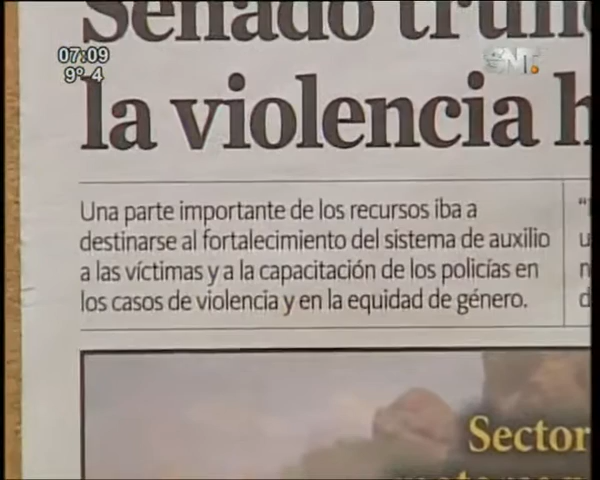 Senado
07:09
9° 4
SNT.
la violencia
Una parte importante de los recursos iba a
destinarse al fortalecimiento del sistema de auxilio
a las víctimas y a la capacitación de los policías en
los casos de violencia y en la equidad de género.
Sector